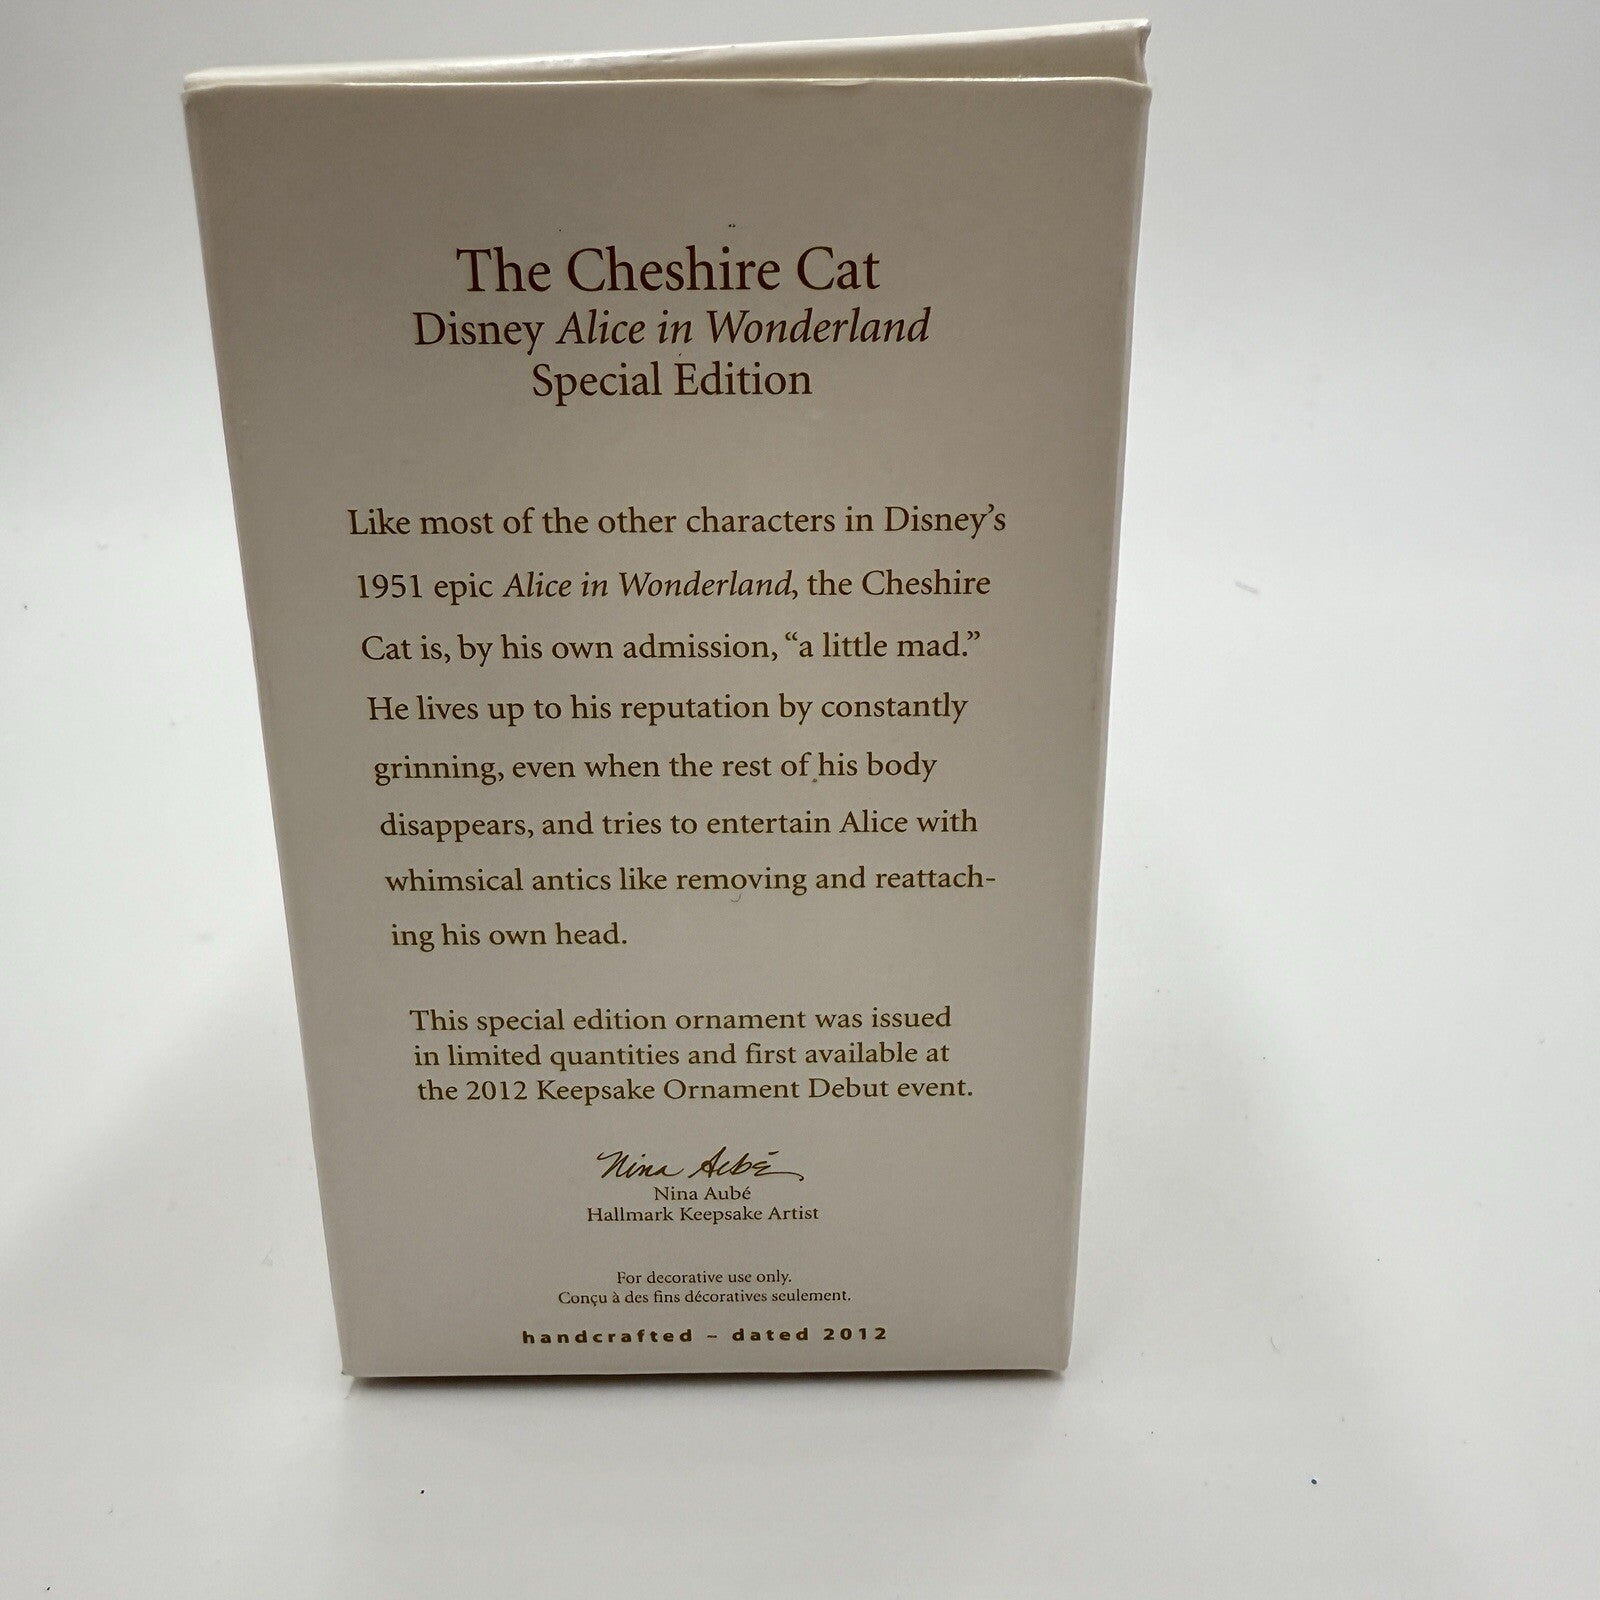 The Cheshire Cat
Disney Alice in Wonderland
Special Edition
Like most of the other characters in Disney's
1951 epic Alice in Wonderland, the Cheshire
Cat is, by his own admission, “a little mad.”
He lives up to his reputation by constantly
grinning, even when the rest of his body
disappears, and tries to entertain Alice with
whimsical antics like removing and reattach-
ing his own head.
This special edition ornament was issued
in limited quantities and first available at
the 2012 Keepsake Ornament Debut event.
Nina Aubé
Nina Aubé
Hallmark Keepsake Artist
For decorative use only.
Conçu à des fins décoratives seulement.
handcrafted – dated 2012